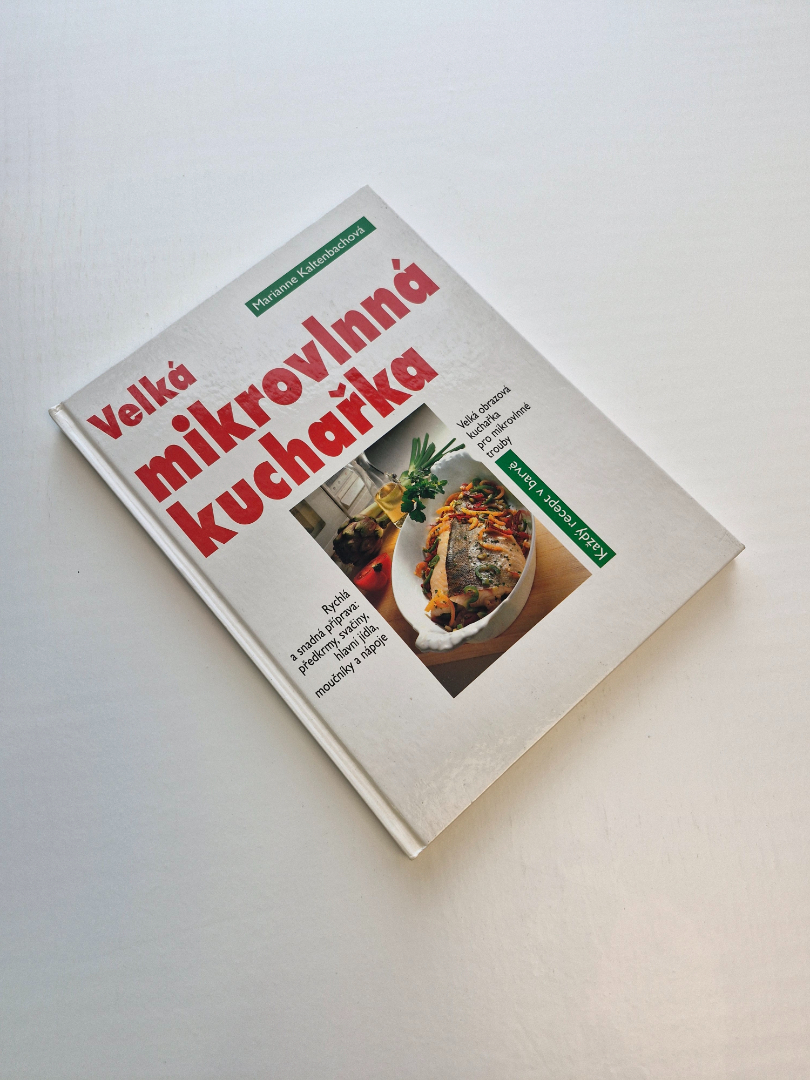 Marianne Kaltenbachová
Velká
mikrovlnná
kuchařka
Velká obrazová
kuchařka
pro mikrovlnné
trouby
Každý recept v barvě
Rychlá
a snadná příprava:
předkrmy, svačiny,
hlavní jídla,
moučníky a nápoje